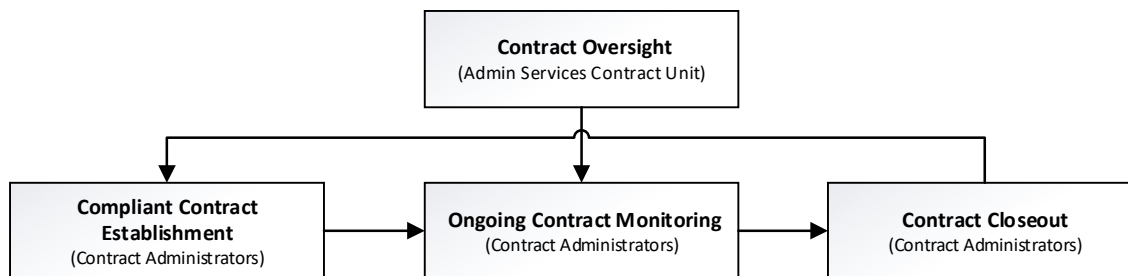 Contract Oversight
(Admin Services Contract Unit)
Compliant Contract
Establishment
(Contract Administrators)
Ongoing Contract Monitoring
(Contract Administrators)
Contract Closeout
(Contract Administrators)